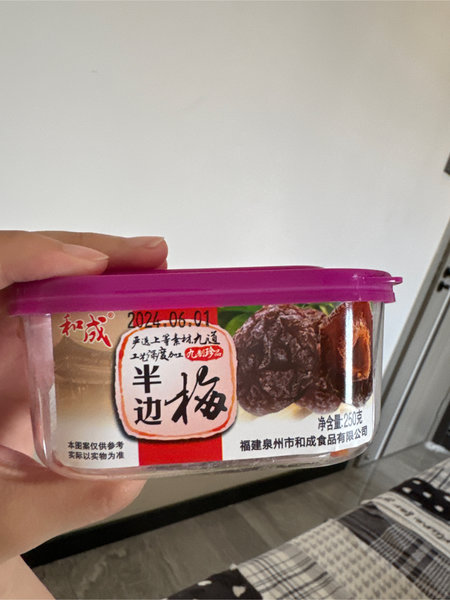 和成®
2024.06.01
严选上等素材,九道
工艺深度加工 九制珍品
半边梅
本图案仅供参考
实际以实物为准
净含量:250克
福建泉州市和成食品有限公司